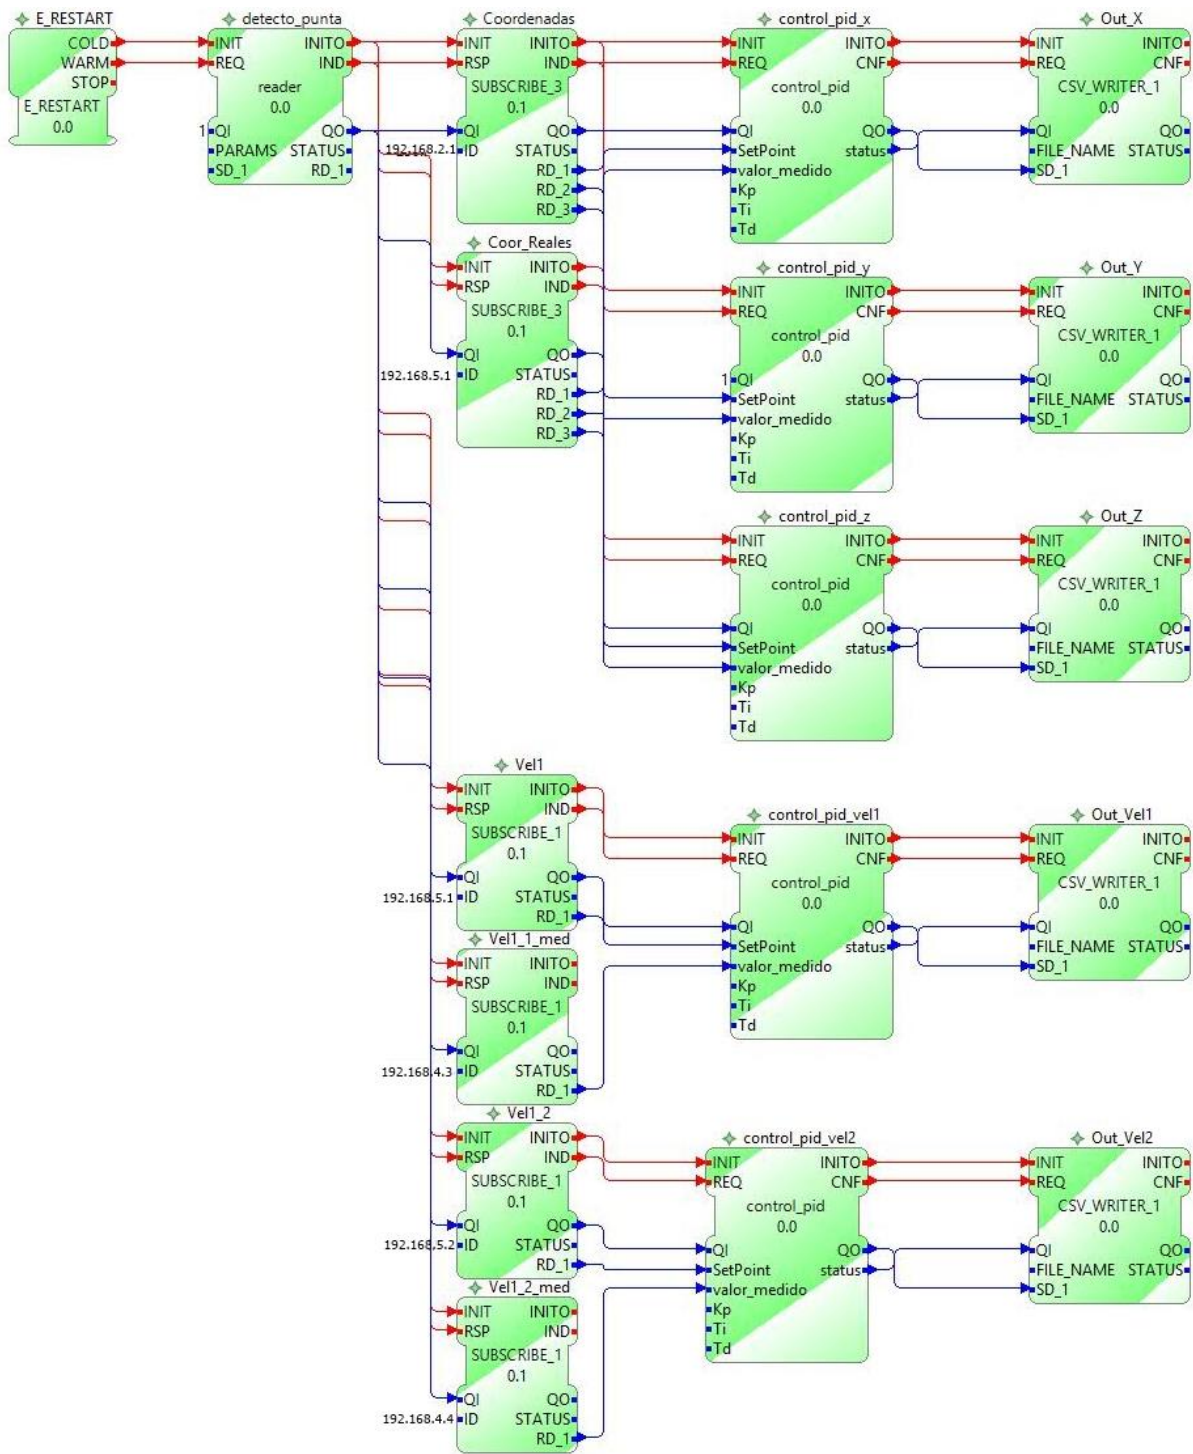 E_RESTART
COLD
WARM
STOP
E_RESTART
0.0
detecto_punta
INIT INITO
REQ IND
reader
0.0
1 QI QO
PARAMS STATUS
SD_1 RD_1
Coordenadas
INIT INITO
RSP IND
SUBSCRIBE_3
0.1
QI QO
192.168.2.1 ID STATUS
RD_1
RD_2
RD_3
control_pid_x
INIT INITO
REQ CNF
control_pid
0.0
QI QO
SetPoint status
valor_medido
Kp
Ti
Td
Out_X
INIT INITO
REQ CNF
CSV_WRITER_1
0.0
QI QO
FILE_NAME STATUS
SD_1
Coor_Reales
INIT INITO
RSP IND
SUBSCRIBE_3
0.1
QI QO
192.168.5.1 ID STATUS
RD_1
RD_2
RD_3
control_pid_y
INIT INITO
REQ CNF
control_pid
0.0
1 QI QO
SetPoint status
valor_medido
Kp
Ti
Td
Out_Y
INIT INITO
REQ CNF
CSV_WRITER_1
0.0
QI QO
FILE_NAME STATUS
SD_1
control_pid_z
INIT INITO
REQ CNF
control_pid
0.0
QI QO
SetPoint status
valor_medido
Kp
Ti
Td
Out_Z
INIT INITO
REQ CNF
CSV_WRITER_1
0.0
QI QO
FILE_NAME STATUS
SD_1
Vel1
INIT INITO
RSP IND
SUBSCRIBE_1
0.1
QI QO
192.168.5.1 ID STATUS
RD_1
control_pid_vel1
INIT INITO
REQ CNF
control_pid
0.0
QI QO
SetPoint status
valor_medido
Kp
Ti
Td
Out_Vel1
INIT INITO
REQ CNF
CSV_WRITER_1
0.0
QI QO
FILE_NAME STATUS
SD_1
Vel1_1_med
INIT INITO
RSP IND
SUBSCRIBE_1
0.1
QI QO
192.168.4.3 ID STATUS
RD_1
Vel1_2
INIT INITO
RSP IND
SUBSCRIBE_1
0.1
QI QO
192.168.5.2 ID STATUS
RD_1
control_pid_vel2
INIT INITO
REQ CNF
control_pid
0.0
QI QO
SetPoint status
valor_medido
Kp
Ti
Td
Out_Vel2
INIT INITO
REQ CNF
CSV_WRITER_1
0.0
QI QO
FILE_NAME STATUS
SD_1
Vel1_2_med
INIT INITO
RSP IND
SUBSCRIBE_1
0.1
QI QO
192.168.4.4 ID STATUS
RD_1